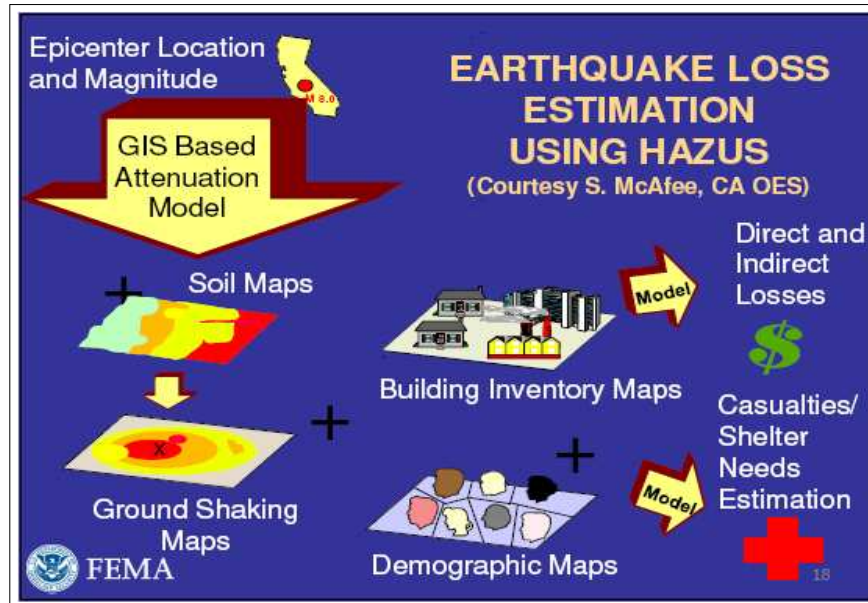 Epicenter Location
and Magnitude
M 8.0
EARTHQUAKE LOSS
ESTIMATION
USING HAZUS
(Courtesy S. McAfee, CA OES)
GIS Based
Attenuation
Model
Soil Maps
Ground Shaking
Maps
Building Inventory Maps
Model
Direct and
Indirect
Losses
$
Demographic Maps
Model
Casualties/
Shelter
Needs
Estimation
X
FEMA
18